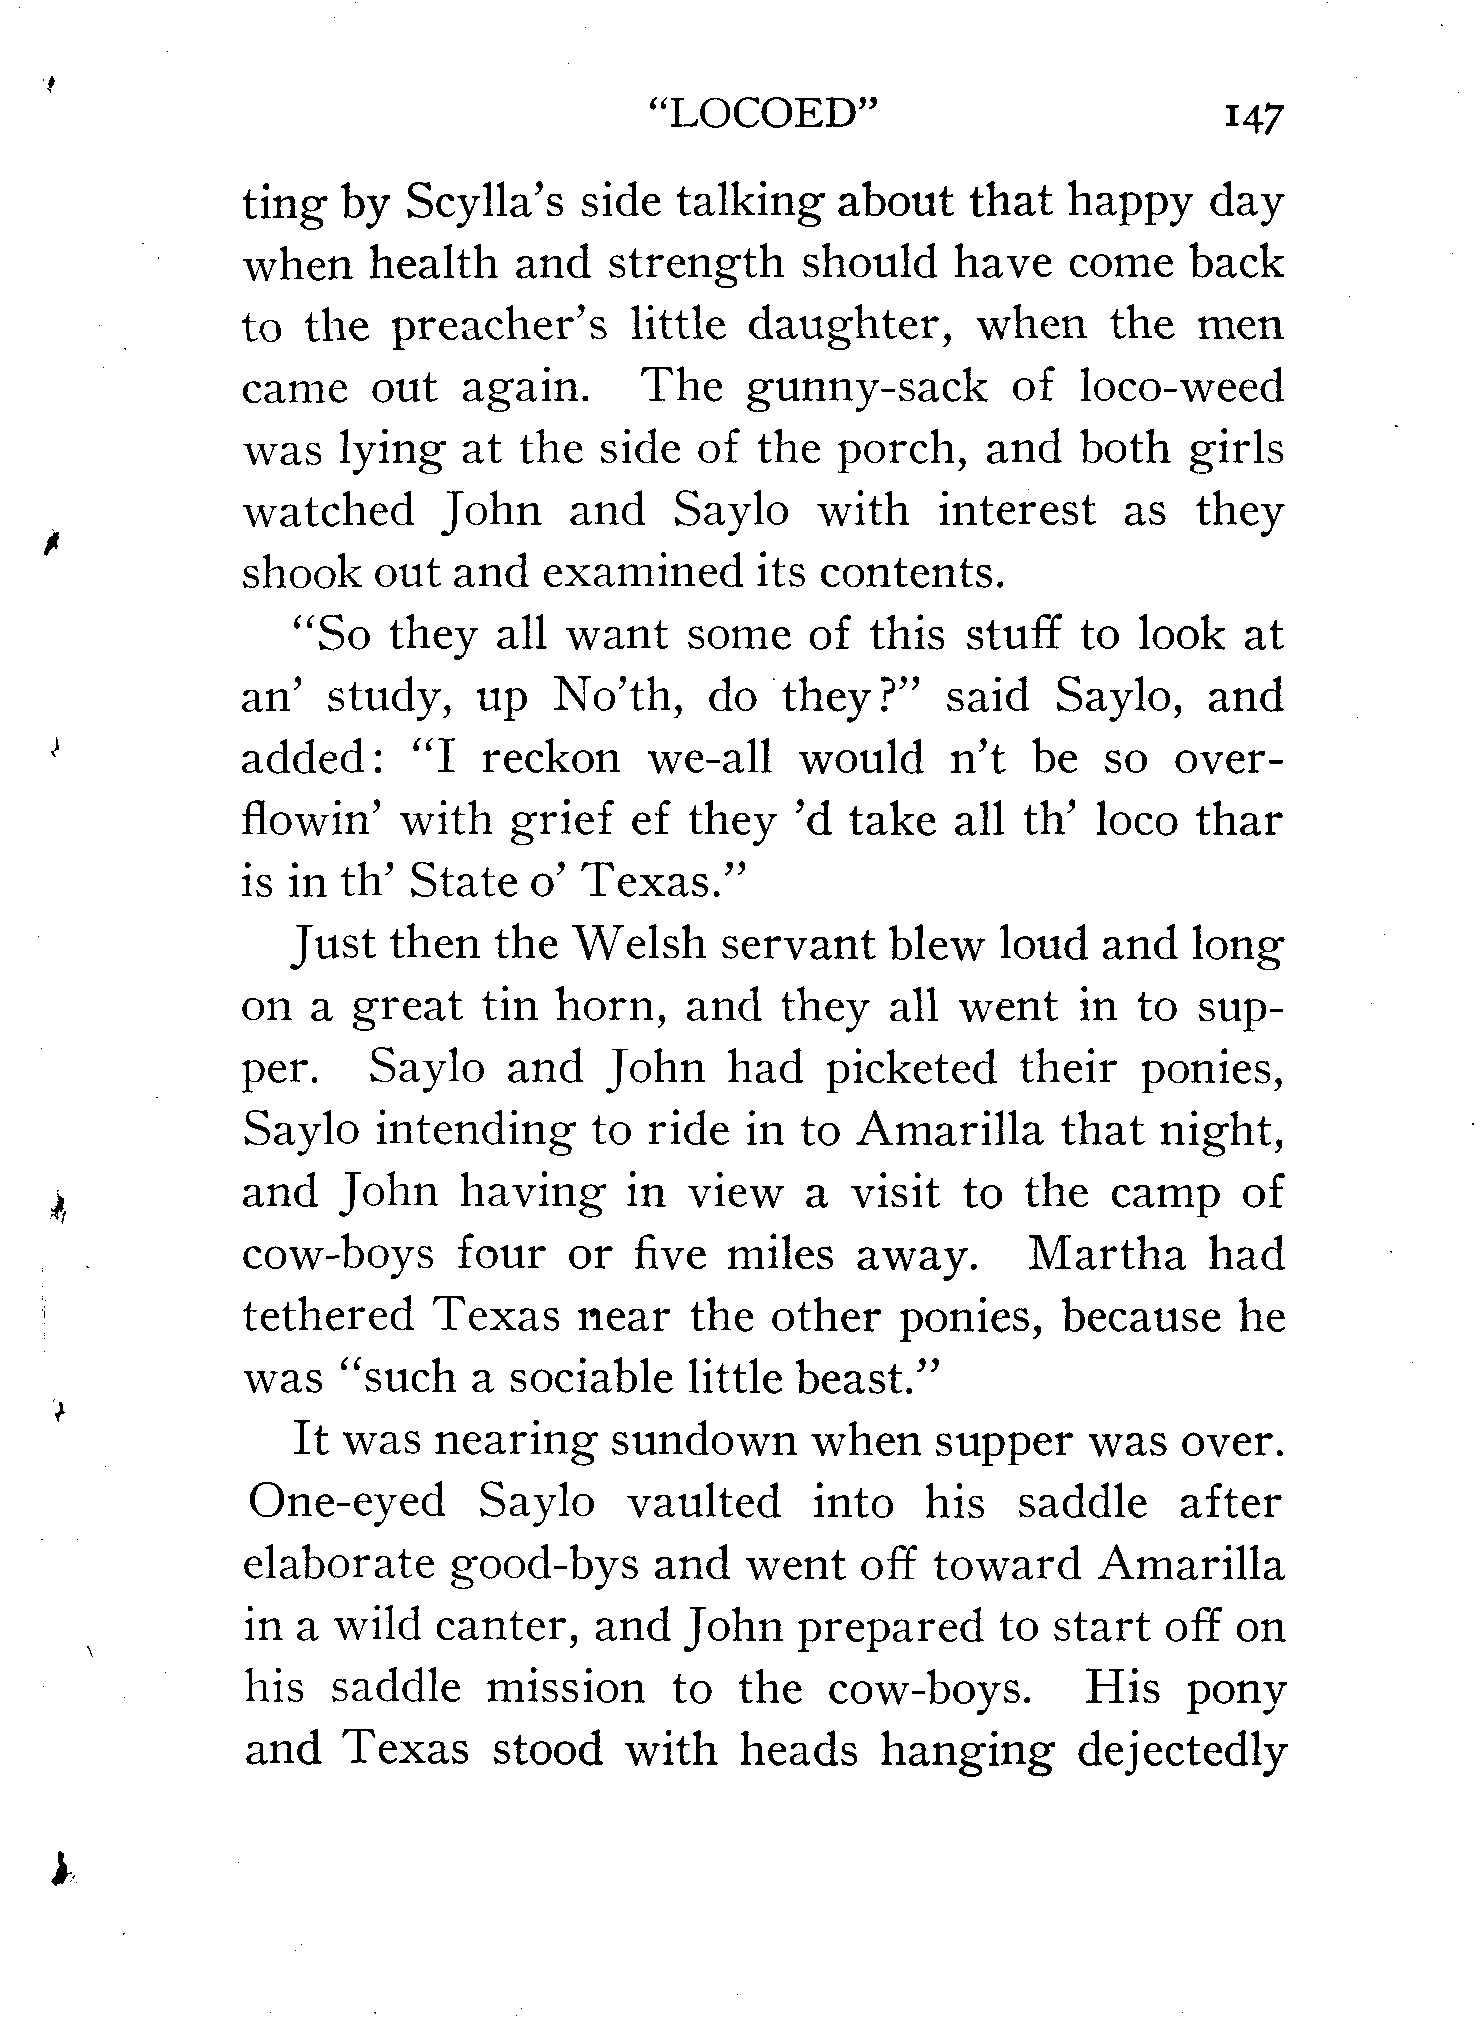 "LOCOED" 147
ting by Scylla's side talking about that happy day
when health and strength should have come back
to the preacher's little daughter, when the men
came out again. The gunny-sack of loco-weed
was lying at the side of the porch, and both girls
watched John and Saylo with interest as they
shook out and examined its contents.
"So they all want some of this stuff to look at
an' study, up No'th, do they?" said Saylo, and
added: "I reckon we-all would n't be so over-
flowin' with grief ef they 'd take all th' loco thar
is in th' State o' Texas."
Just then the Welsh servant blew loud and long
on a great tin horn, and they all went in to sup-
per. Saylo and John had picketed their ponies,
Saylo intending to ride in to Amarilla that night,
and John having in view a visit to the camp of
cow-boys four or five miles away. Martha had
tethered Texas near the other ponies, because he
was "such a sociable little beast."
It was nearing sundown when supper was over.
One-eyed Saylo vaulted into his saddle after
elaborate good-bys and went off toward Amarilla
in a wild canter, and John prepared to start off on
his saddle mission to the cow-boys. His pony
and Texas stood with heads hanging dejectedly